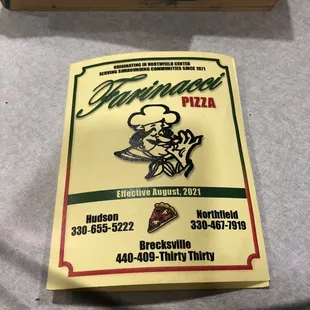 ORIGINATING IN NORTHFIELD CENTER
SERVING SURROUNDING COMMUNITIES SINCE 1971
Farinacci
PIZZA
Effective August, 2021
Hudson
330-655-5222
Northfield
330-467-7919
Brecksville
440-409-Thirty Thirty